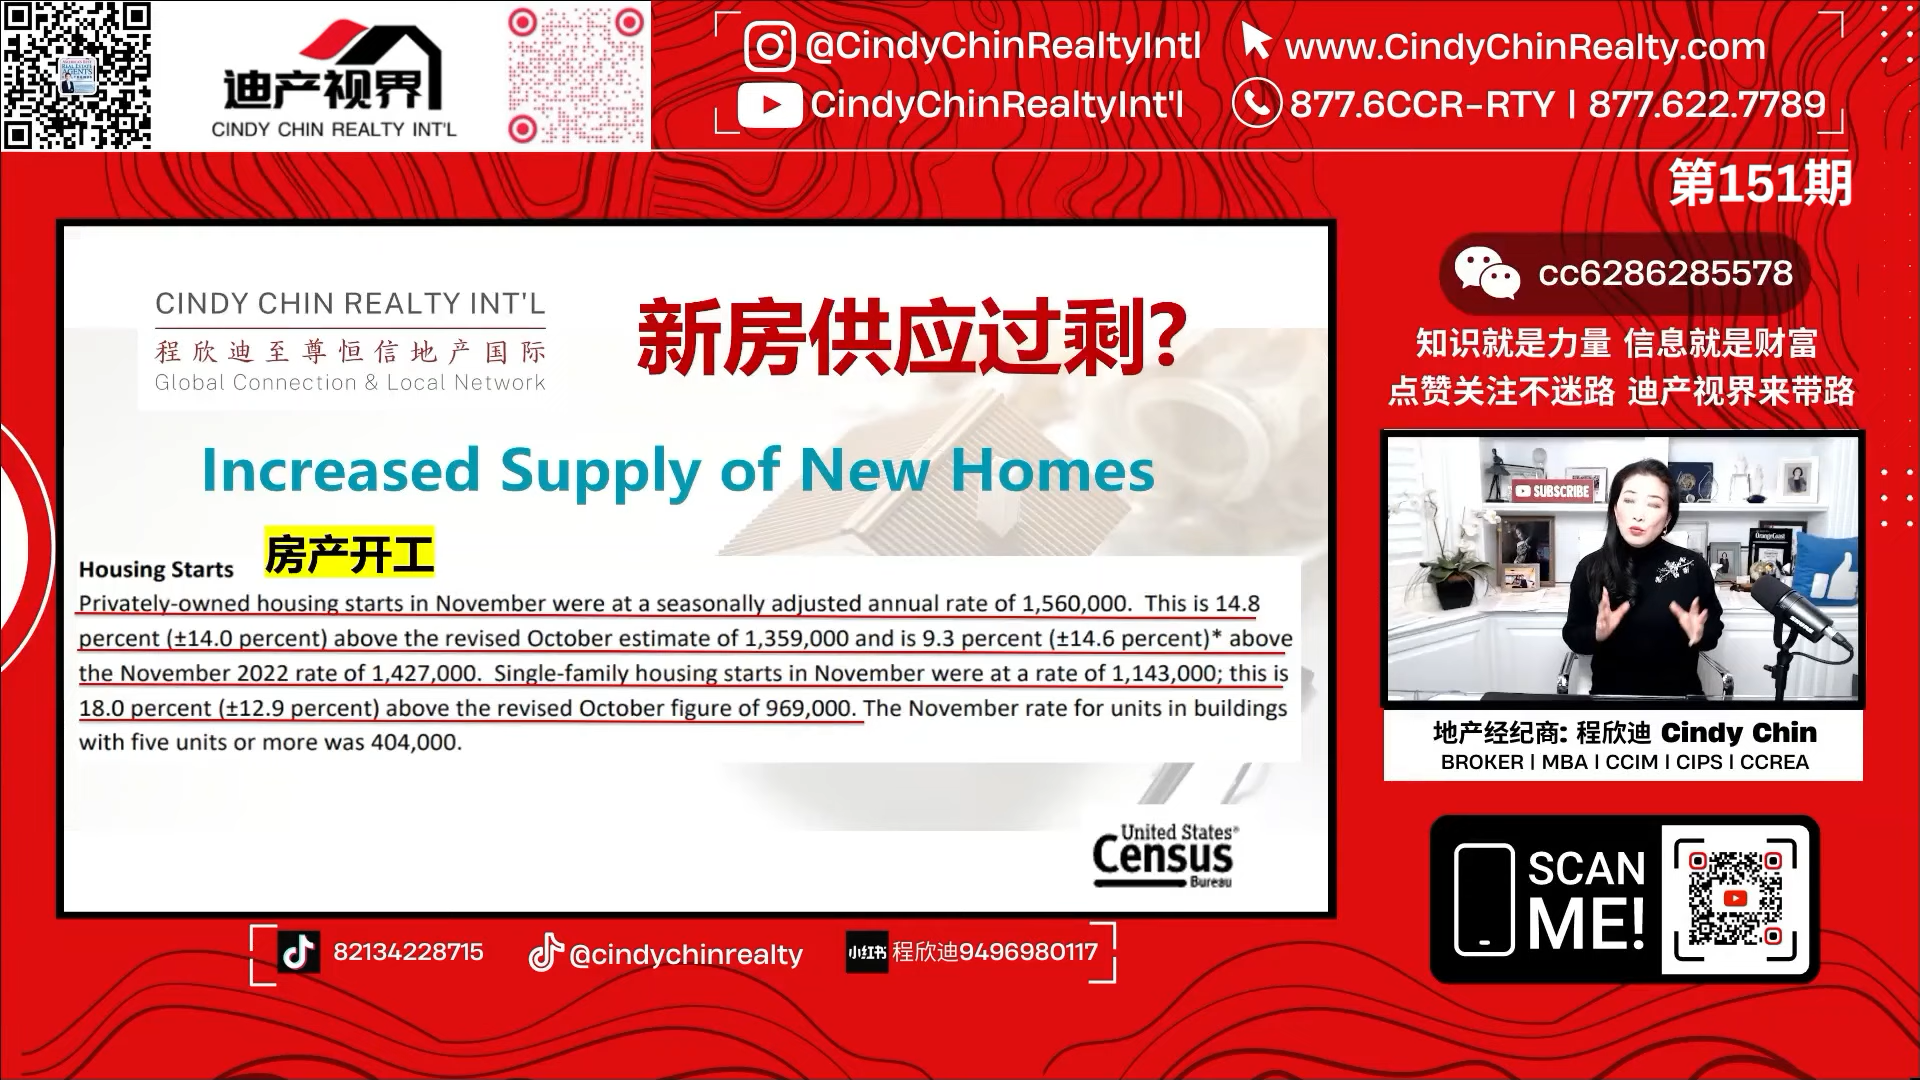 迪产视界
CINDY CHIN REALTY INT'L
@CindyChinRealtyIntl
www.CindyChinRealty.com
CindyChinRealtyInt'l
877.6CCR-RTY | 877.622.7789
第151期
CINDY CHIN REALTY INT'L
程欣迪至尊恒信地产国际
Global Connection & Local Network
新房供应过剩?
Increased Supply of New Homes
房产开工
Housing Starts
Privately-owned housing starts in November were at a seasonally adjusted annual rate of 1,560,000. This is 14.8
percent (±14.0 percent) above the revised October estimate of 1,359,000 and is 9.3 percent (±14.6 percent)* above
the November 2022 rate of 1,427,000. Single-family housing starts in November were at a rate of 1,143,000; this is
18.0 percent (±12.9 percent) above the revised October figure of 969,000. The November rate for units in buildings
with five units or more was 404,000.
United States®
Census
Bureau
cc6286285578
知识就是力量 信息就是财富
点赞关注不迷路 迪产视界来带路
SUBSCRIBE
地产经纪商: 程欣迪 Cindy Chin
BROKER | MBA | CCIM | CIPS | CCREA
SCAN
ME!
82134228715
@cindychinrealty
小红书
程欣迪9496980117